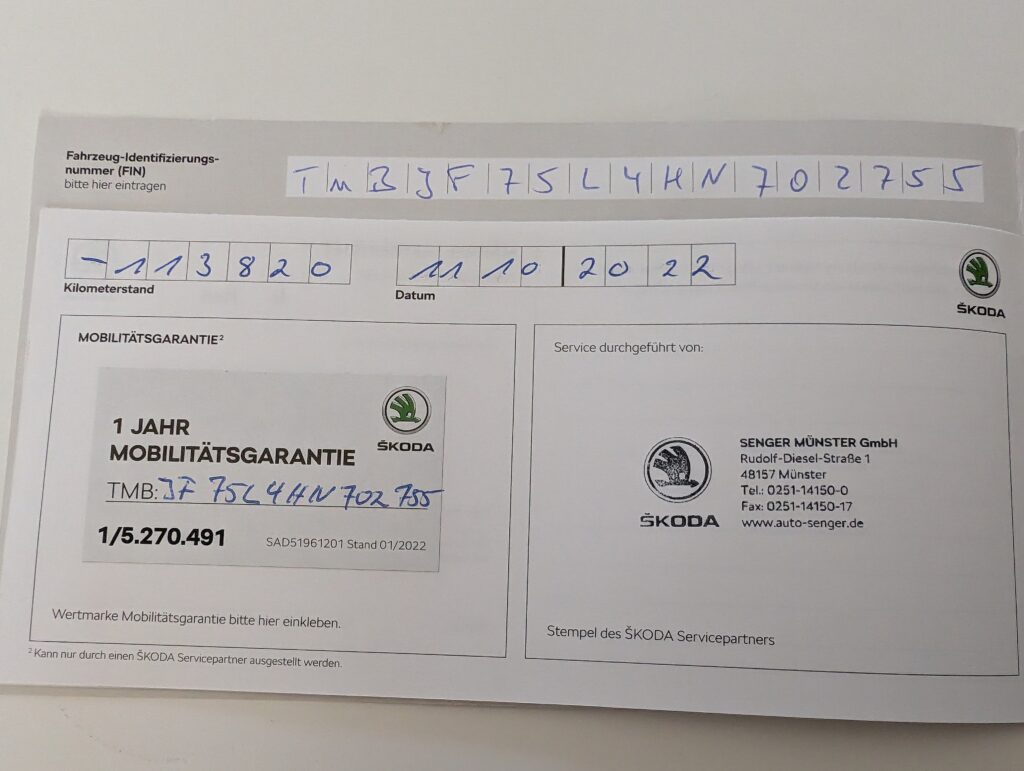 Fahrzeug-Identifizierungs-
nummer (FIN)
bitte hier eintragen
TMBJF75L4HN702755
- 113820
Kilometerstand
11 10 2022
Datum
ŠKODA
MOBILITÄTSGARANTIE²
1 JAHR
MOBILITÄTSGARANTIE
ŠKODA
TMB: JF75L4HN702755
1/5.270.491
SAD51961201 Stand 01/2022
Wertmarke Mobilitätsgarantie bitte hier einkleben.
² Kann nur durch einen ŠKODA Servicepartner ausgestellt werden.
Service durchgeführt von:
ŠKODA
SENGER MÜNSTER GmbH
Rudolf-Diesel-Straße 1
48157 Münster
Tel.: 0251-14150-0
Fax: 0251-14150-17
www.auto-senger.de
Stempel des ŠKODA Servicepartners